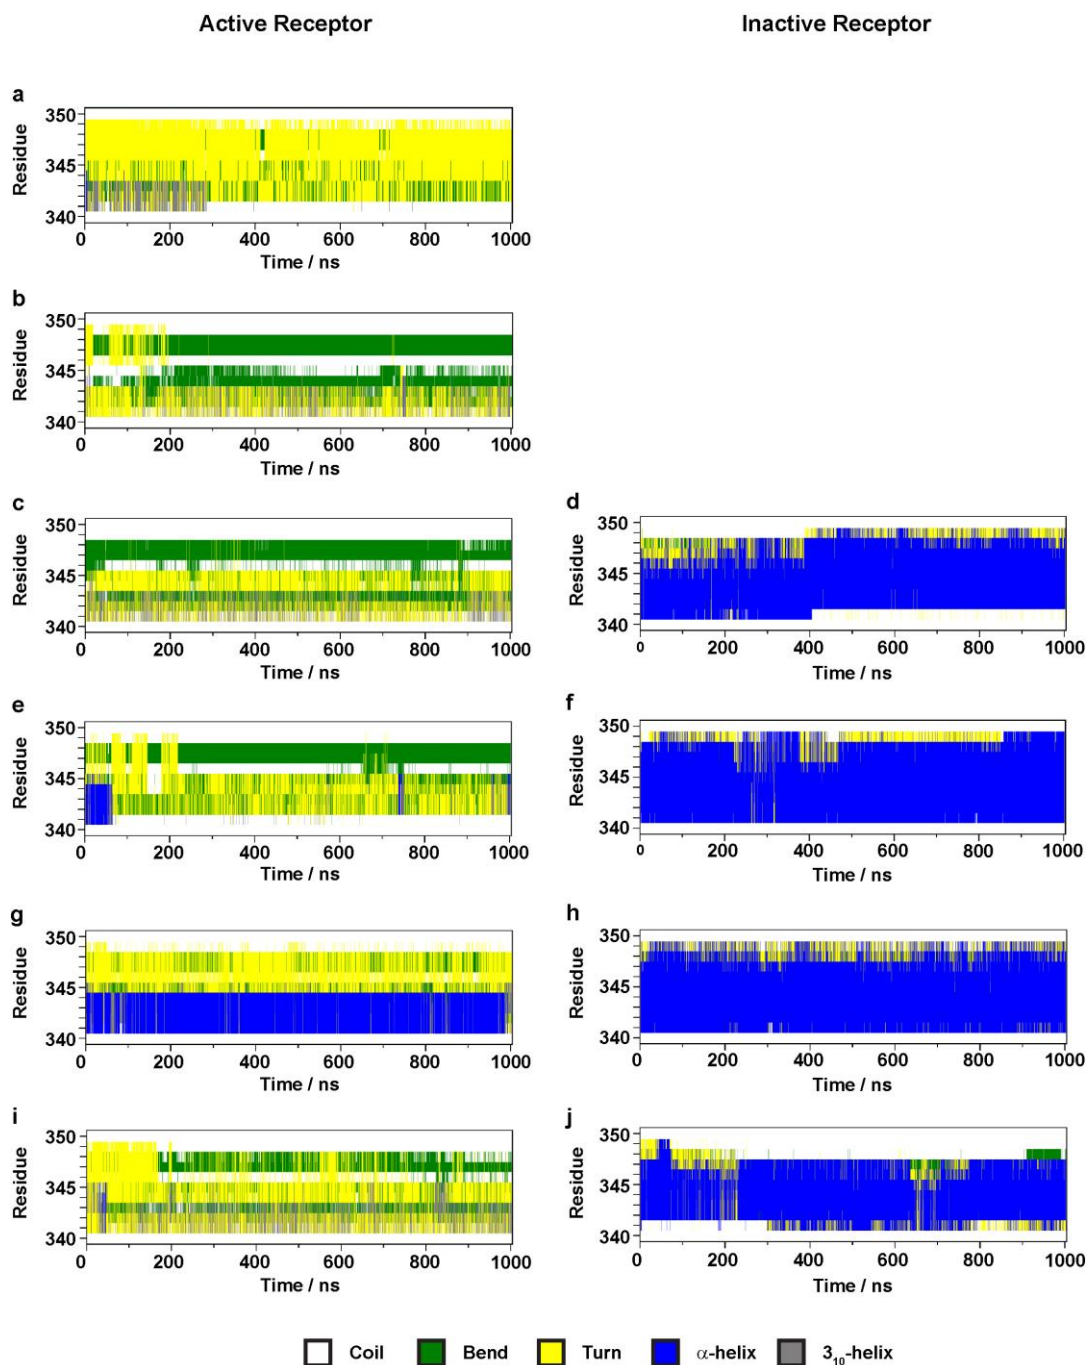 Active Receptor Inactive Receptor
a
350
345
340
Residue
0 200 400 600 800 1000
Time / ns
b
350
345
340
Residue
0 200 400 600 800 1000
Time / ns
c
350
345
340
Residue
0 200 400 600 800 1000
Time / ns
d
350
345
340
Residue
0 200 400 600 800 1000
Time / ns
e
350
345
340
Residue
0 200 400 600 800 1000
Time / ns
f
350
345
340
Residue
0 200 400 600 800 1000
Time / ns
g
350
345
340
Residue
0 200 400 600 800 1000
Time / ns
h
350
345
340
Residue
0 200 400 600 800 1000
Time / ns
i
350
345
340
Residue
0 200 400 600 800 1000
Time / ns
j
350
345
340
Residue
0 200 400 600 800 1000
Time / ns
Coil Bend Turn α-helix 3₁₀-helix